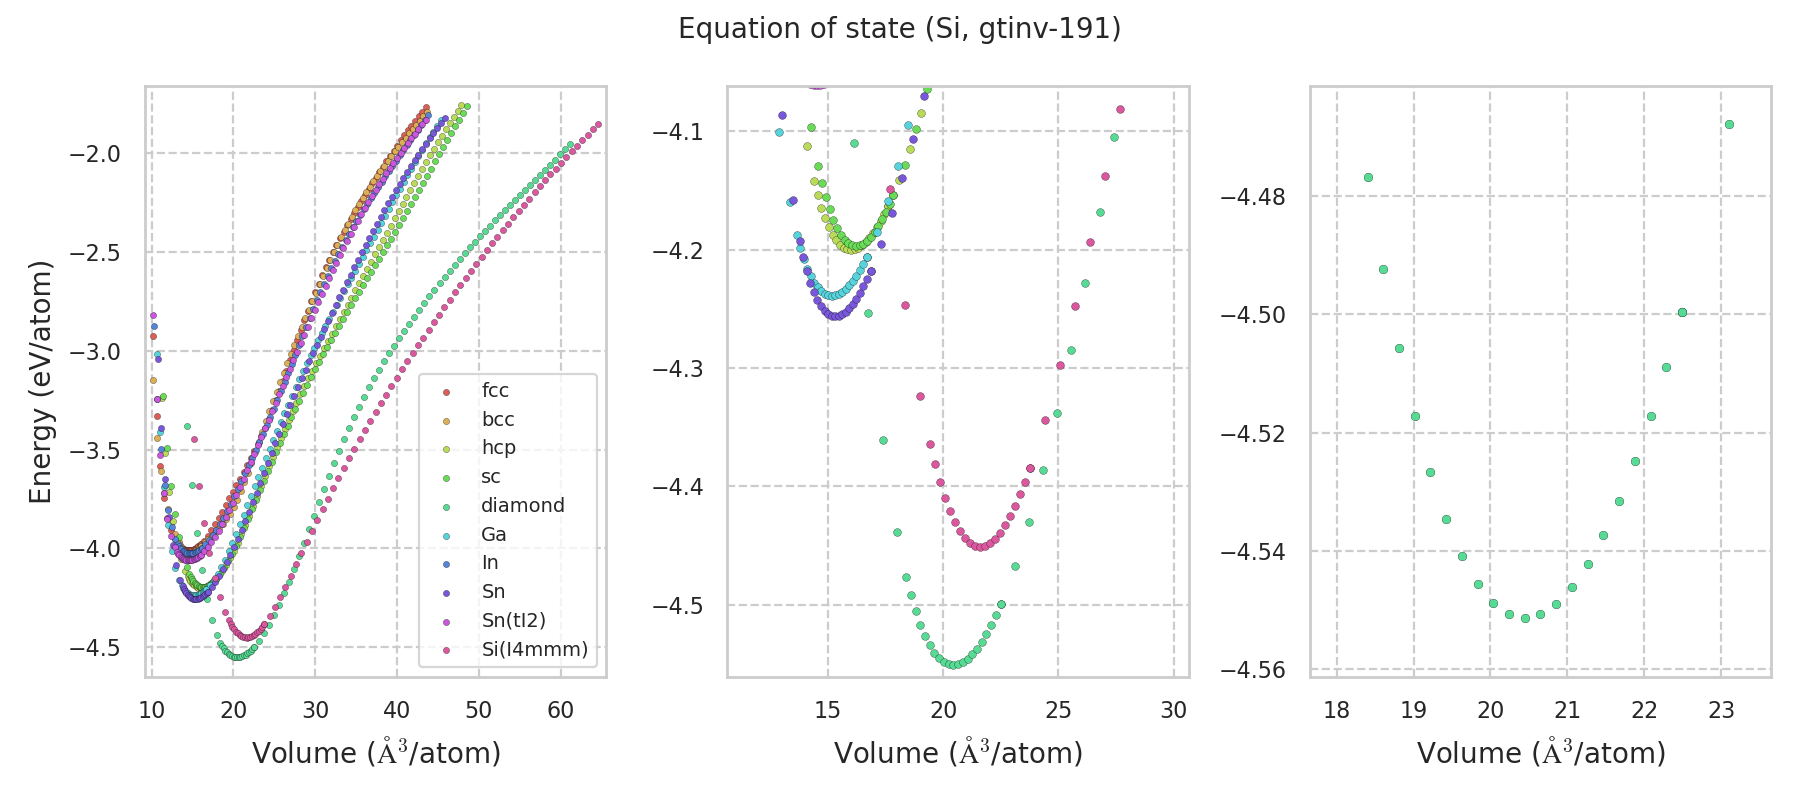 Equation of state (Si, gtinv-191)
Energy (eV/atom)
−2.0
−2.5
−3.0
−3.5
−4.0
−4.5
10 20 30 40 50 60
Volume (Å³/atom)
fcc
bcc
hcp
sc
diamond
Ga
In
Sn
Sn(tI2)
Si(I4mmm)
−4.1
−4.2
−4.3
−4.4
−4.5
15 20 25 30
Volume (Å³/atom)
−4.48
−4.50
−4.52
−4.54
−4.56
18 19 20 21 22 23
Volume (Å³/atom)